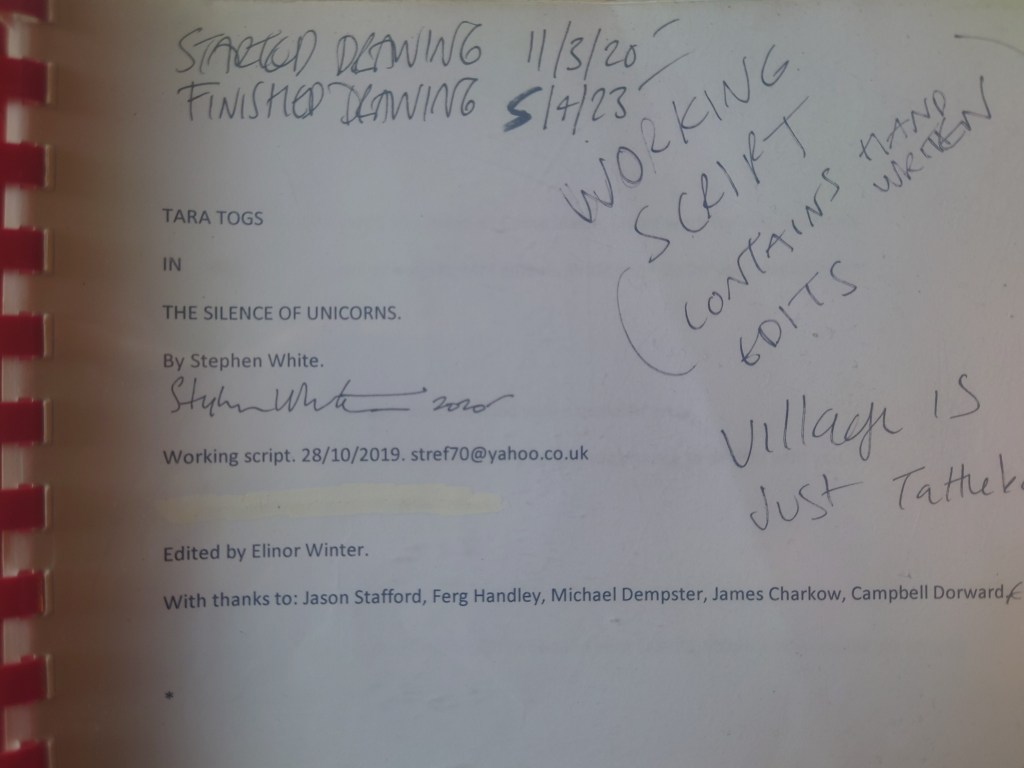 STARTED DRAWING 11/3/20
FINISHED DRAWING 5/4/23
WORKING
SCRIPT
CONTAINS HAND
WRITTEN
EDITS
TARA TOGS
IN
THE SILENCE OF UNICORNS.
By Stephen White.
Stephen White 2020
Village is
Just
Working script. 28/10/2019. stref70@yahoo.co.uk
Edited by Elinor Winter.
With thanks to: Jason Stafford, Ferg Handley, Michael Dempster, James Charkow, Campbell Dorward,
*